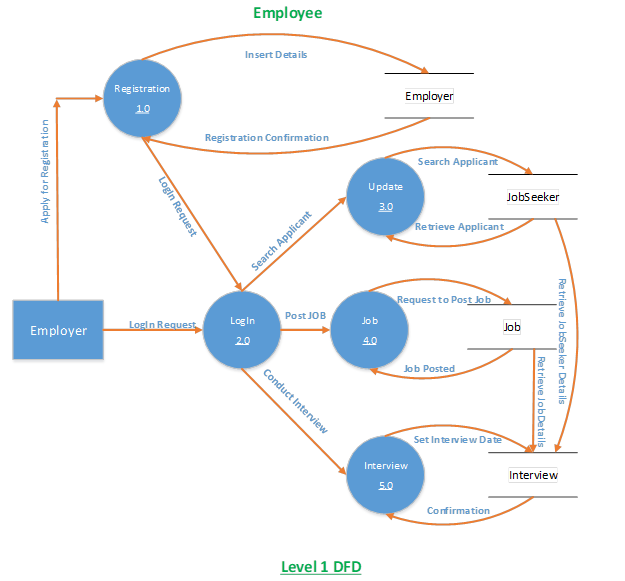 Employee
Insert Details
Registration
1.0
Employer
Registration Confirmation
Apply for Registration
LogIn Request
Search Applicant
Update
3.0
Search Applicant
JobSeeker
Retrieve Applicant
Employer
LogIn Request
LogIn
2.0
Post JOB
Job
4.0
Request to Post Job
Job
Job Posted
Retrieve JobSeeker Details
Retrieve JobDetails
Conduct Interview
Interview
5.0
Set Interview Date
Interview
Confirmation
Level 1 DFD